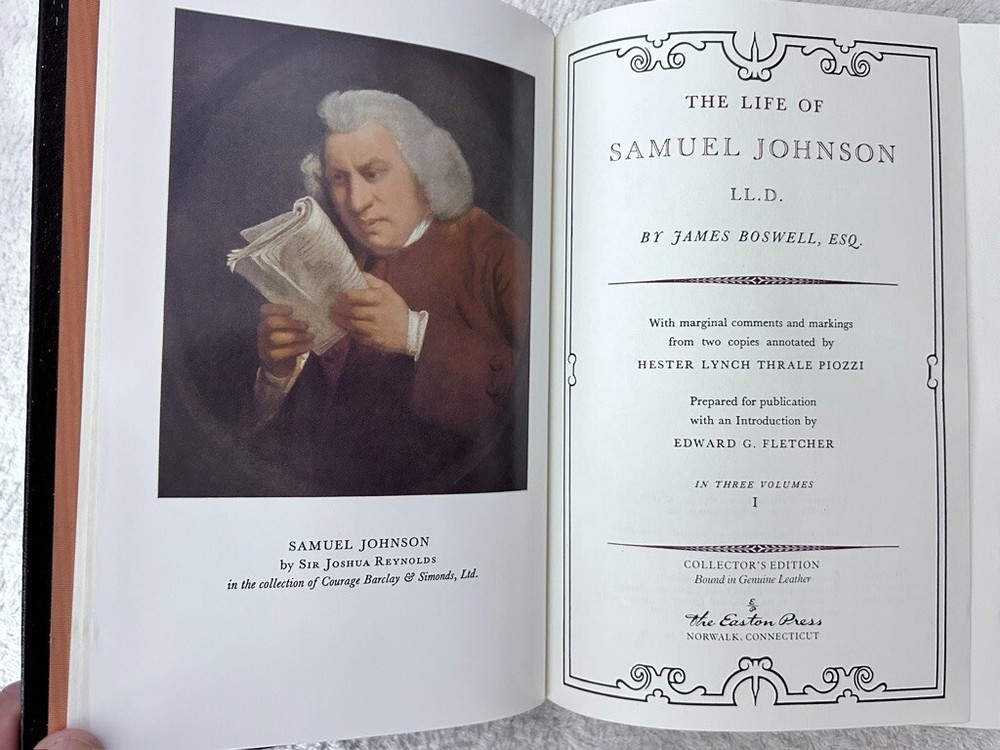 SAMUEL JOHNSON
by Sir Joshua Reynolds
in the collection of Courage Barclay & Simonds, Ltd.
THE LIFE OF
SAMUEL JOHNSON
LL.D.
BY JAMES BOSWELL, ESQ.
With marginal comments and markings
from two copies annotated by
HESTER LYNCH THRALE PIOZZI
Prepared for publication
with an Introduction by
EDWARD G. FLETCHER
IN THREE VOLUMES
I
COLLECTOR'S EDITION
Bound in Genuine Leather
The Easton Press
NORWALK, CONNECTICUT